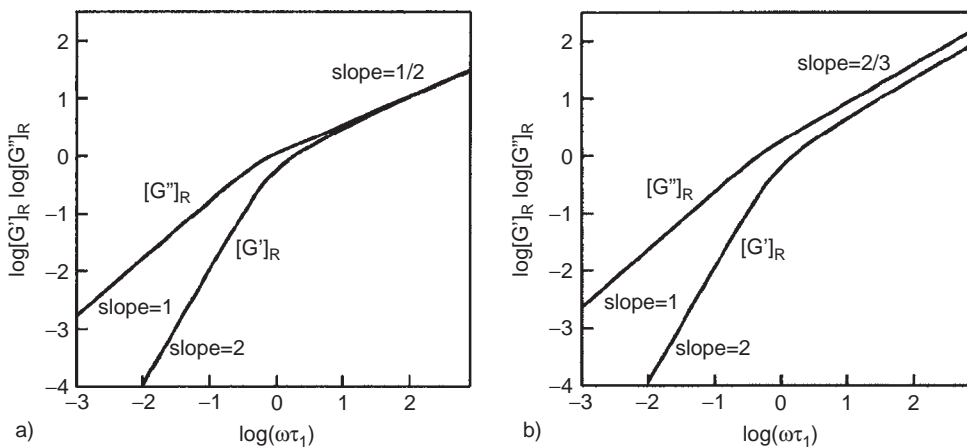 2
1
0
–1
–2
–3
–4
log[G']R log[G"]R
slope=1/2
[G"]R
[G']R
slope=1
slope=2
–3 –2 –1 0 1 2
log(ωτ1)
a)
2
1
0
–1
–2
–3
–4
log[G']R log[G"]R
slope=2/3
[G"]R
[G']R
slope=1
slope=2
–3 –2 –1 0 1 2
log(ωτ1)
b)